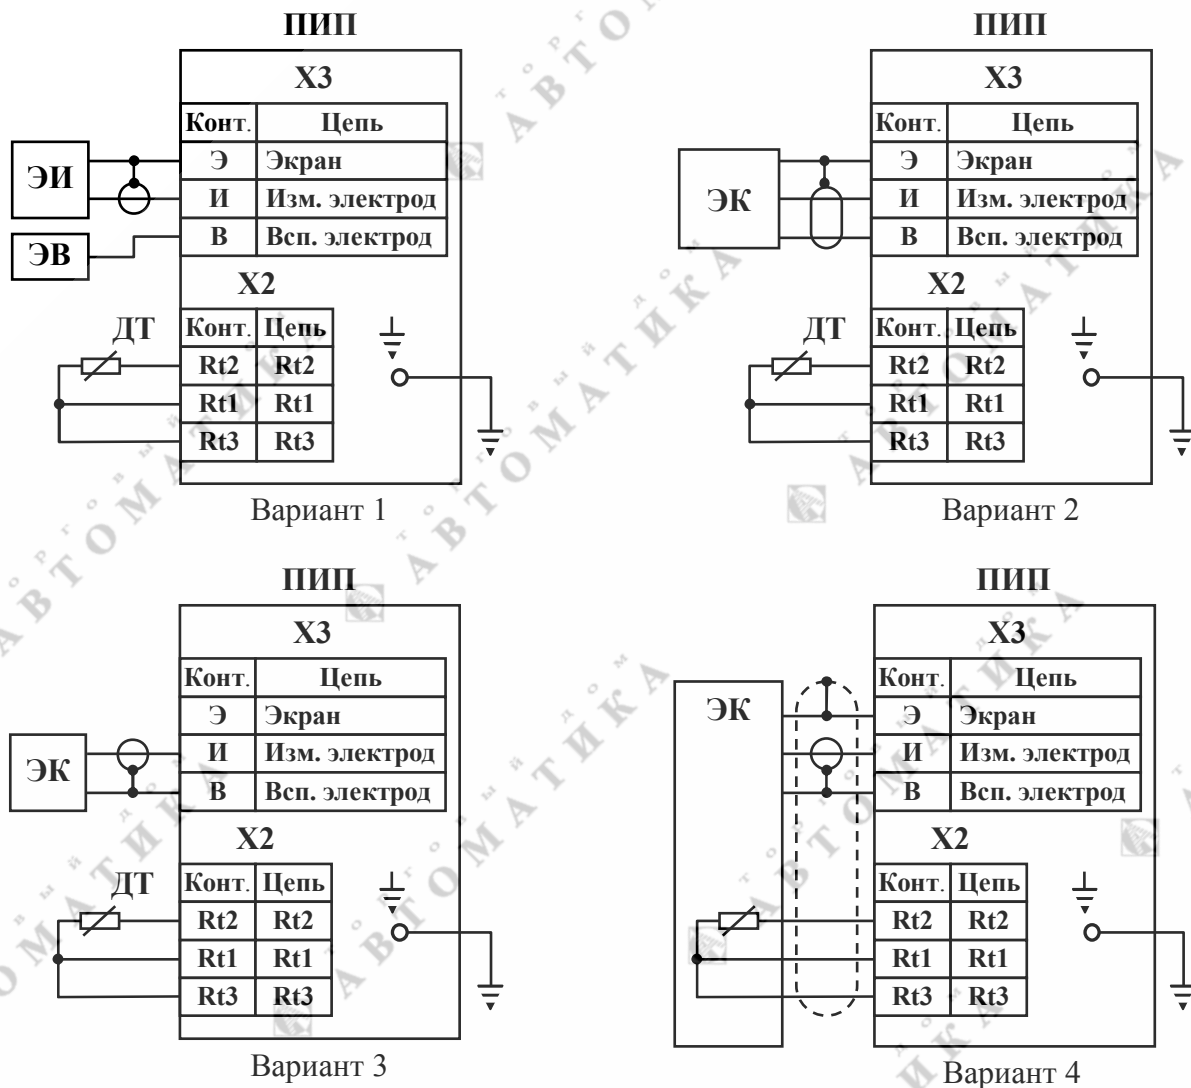 ПИП
X3
Конт. Цепь
ЭИ
Э Экран
И Изм. электрод
ЭВ
В Всп. электрод
X2
ДТ
Конт. Цепь
Rt2 Rt2
Rt1 Rt1
Rt3 Rt3
Вариант 1
ПИП
X3
Конт. Цепь
ЭК
Э Экран
И Изм. электрод
В Всп. электрод
X2
ДТ
Конт. Цепь
Rt2 Rt2
Rt1 Rt1
Rt3 Rt3
Вариант 2
ПИП
X3
Конт. Цепь
Э Экран
ЭК
И Изм. электрод
В Всп. электрод
X2
ДТ
Конт. Цепь
Rt2 Rt2
Rt1 Rt1
Rt3 Rt3
Вариант 3
ПИП
X3
Конт. Цепь
ЭК
Э Экран
И Изм. электрод
В Всп. электрод
X2
Конт. Цепь
Rt2 Rt2
Rt1 Rt1
Rt3 Rt3
Вариант 4
торговый дом
АВТОМАТИКА